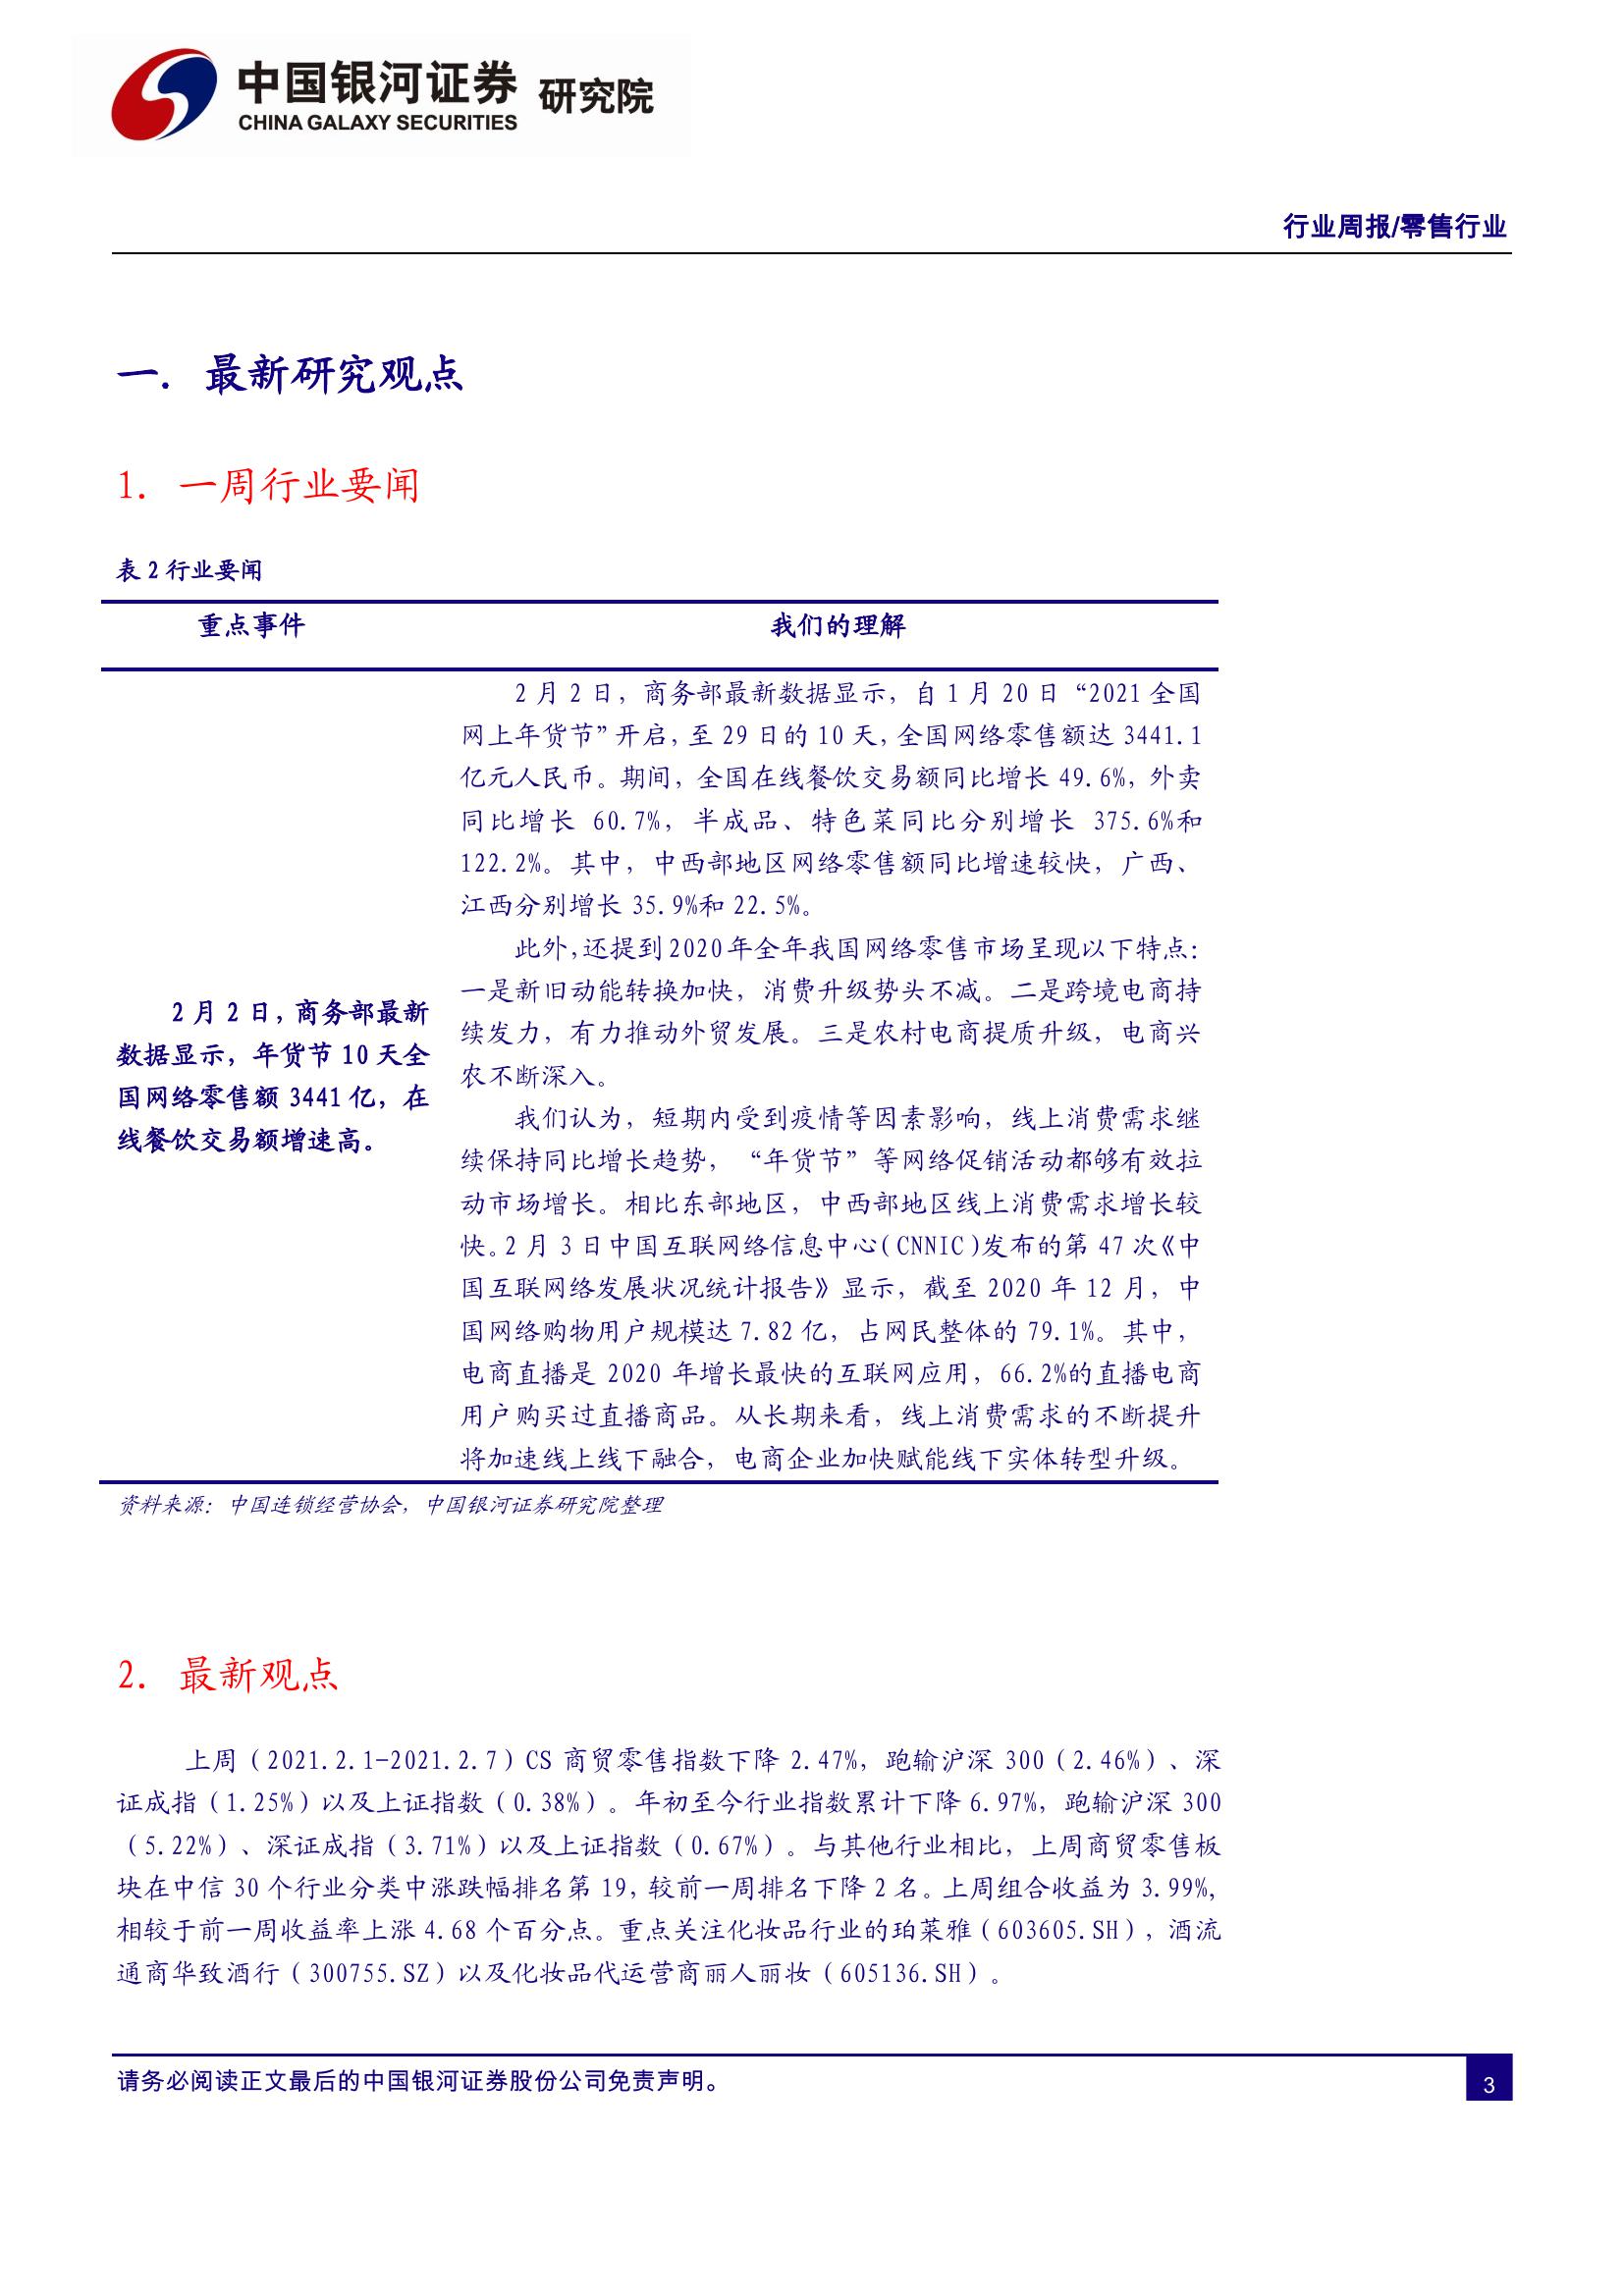 中国银河证券 研究院
CHINA GALAXY SECURITIES
行业周报/零售行业
一. 最新研究观点
1. 一周行业要闻
表 2 行业要闻
重点事件
我们的理解
2 月 2 日，商务部最新
数据显示，年货节 10 天全
国网络零售额 3441 亿，在
线餐饮交易额增速高。
2 月 2 日，商务部最新数据显示，自 1 月 20 日“2021 全国
网上年货节”开启，至 29 日的 10 天，全国网络零售额达 3441.1
亿元人民币。期间，全国在线餐饮交易额同比增长 49.6%，外卖
同比增长 60.7%，半成品、特色菜同比分别增长 375.6%和
122.2%。其中，中西部地区网络零售额同比增速较快，广西、
江西分别增长 35.9%和 22.5%。
此外，还提到 2020 年全年我国网络零售市场呈现以下特点：
一是新旧动能转换加快，消费升级势头不减。二是跨境电商持
续发力，有力推动外贸发展。三是农村电商提质升级，电商兴
农不断深入。
我们认为，短期内受到疫情等因素影响，线上消费需求继
续保持同比增长趋势，“年货节”等网络促销活动都够有效拉
动市场增长。相比东部地区，中西部地区线上消费需求增长较
快。2 月 3 日中国互联网络信息中心（CNNIC）发布的第 47 次《中
国互联网络发展状况统计报告》显示，截至 2020 年 12 月，中
国网络购物用户规模达 7.82 亿，占网民整体的 79.1%。其中，
电商直播是 2020 年增长最快的互联网应用，66.2%的直播电商
用户购买过直播商品。从长期来看，线上消费需求的不断提升
将加速线上线下融合，电商企业加快赋能线下实体转型升级。
资料来源：中国连锁经营协会，中国银河证券研究院整理
2. 最新观点
上周（2021.2.1-2021.2.7）CS 商贸零售指数下降 2.47%，跑输沪深 300（2.46%）、深
证成指（1.25%）以及上证指数（0.38%）。年初至今行业指数累计下降 6.97%，跑输沪深 300
（5.22%）、深证成指（3.71%）以及上证指数（0.67%）。与其他行业相比，上周商贸零售板
块在中信 30 个行业分类中涨跌幅排名第 19，较前一周排名下降 2 名。上周组合收益为 3.99%，
相较于前一周收益率上涨 4.68 个百分点。重点关注化妆品行业的珀莱雅（603605.SH），酒流
通商华致酒行（300755.SZ）以及化妆品代运营商丽人丽妆（605136.SH）。
请务必阅读正文最后的中国银河证券股份公司免责声明。
3